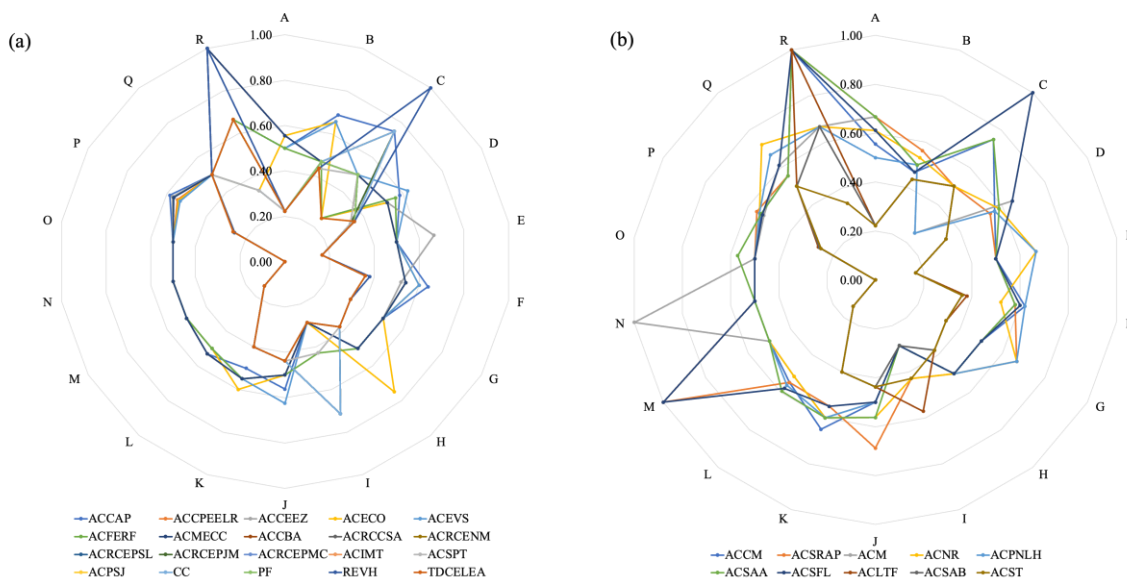 (a)
A
B
C
D
E
F
G
H
I
J
K
L
M
N
O
P
Q
R
1.00
0.80
0.60
0.40
0.20
0.00
ACCAP ACCPEELR ACCEEZ ACECO ACEVS
ACFERF ACMECC ACCBA ACRCCSA ACRCENM
ACRCEPSL ACRCEPJM ACRCEPMC ACIMT ACSPT
ACPSJ CC PF REVH TDCELEA
(b)
A
B
C
D
E
F
G
H
I
J
K
L
M
N
O
P
Q
R
1.00
0.80
0.60
0.40
0.20
0.00
ACCM ACSRAP ACM ACNR ACPNLH
ACSAA ACSFL ACLTF ACSAB ACST